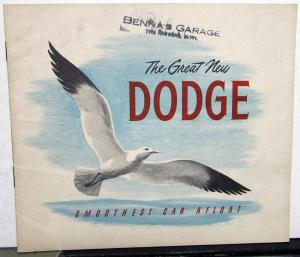 BENNA'S GARAGE
The Great New
DODGE
SMOOTHEST CAR AFLOAT